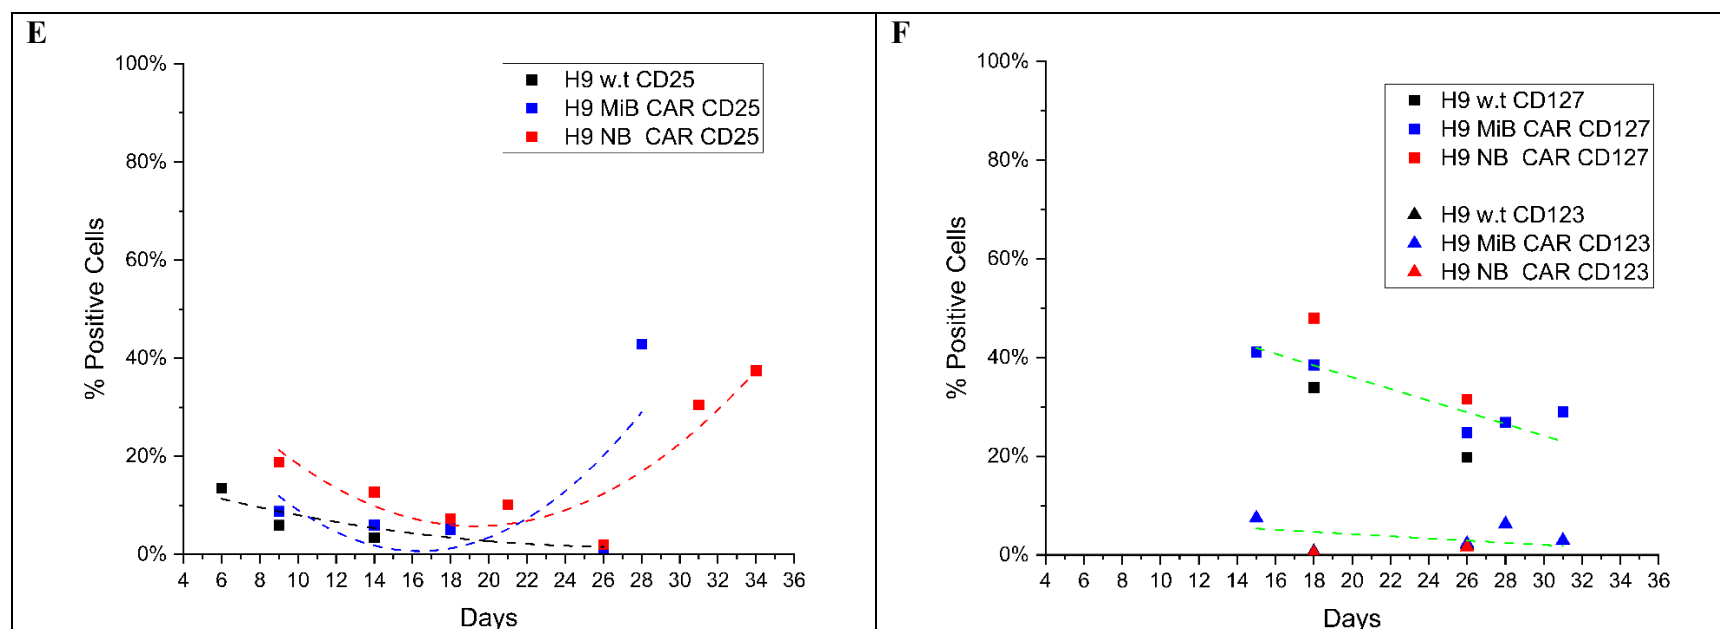 E
100%
80%
60%
40%
20%
0%
% Positive Cells
H9 w.t CD25
H9 MiB CAR CD25
H9 NB CAR CD25
4 6 8 10 12 14 16 18 20 22 24 26 28 30 32 34 36
Days
F
100%
80%
60%
40%
20%
0%
% Positive Cells
H9 w.t CD127
H9 MiB CAR CD127
H9 NB CAR CD127
H9 w.t CD123
H9 MiB CAR CD123
H9 NB CAR CD123
4 6 8 10 12 14 16 18 20 22 24 26 28 30 32 34 36
Days